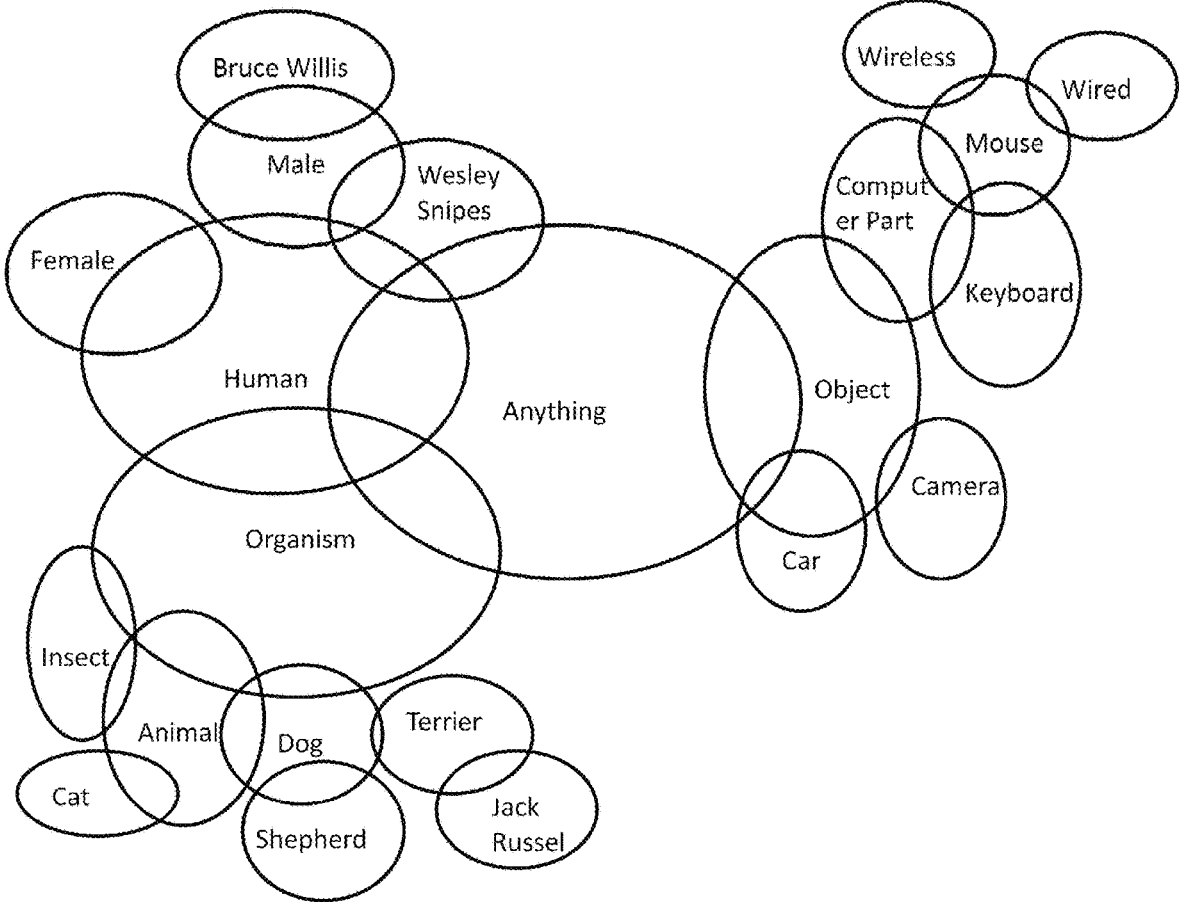 Bruce Willis
Male
Wesley
Snipes
Female
Human
Anything
Organism
Insect
Animal
Cat
Dog
Shepherd
Terrier
Jack
Russel
Wireless
Wired
Mouse
Comput
er Part
Keyboard
Object
Camera
Car